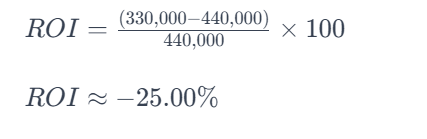 ROI = (330,000−440,000) / 440,000 × 100
ROI ≈ −25.00%